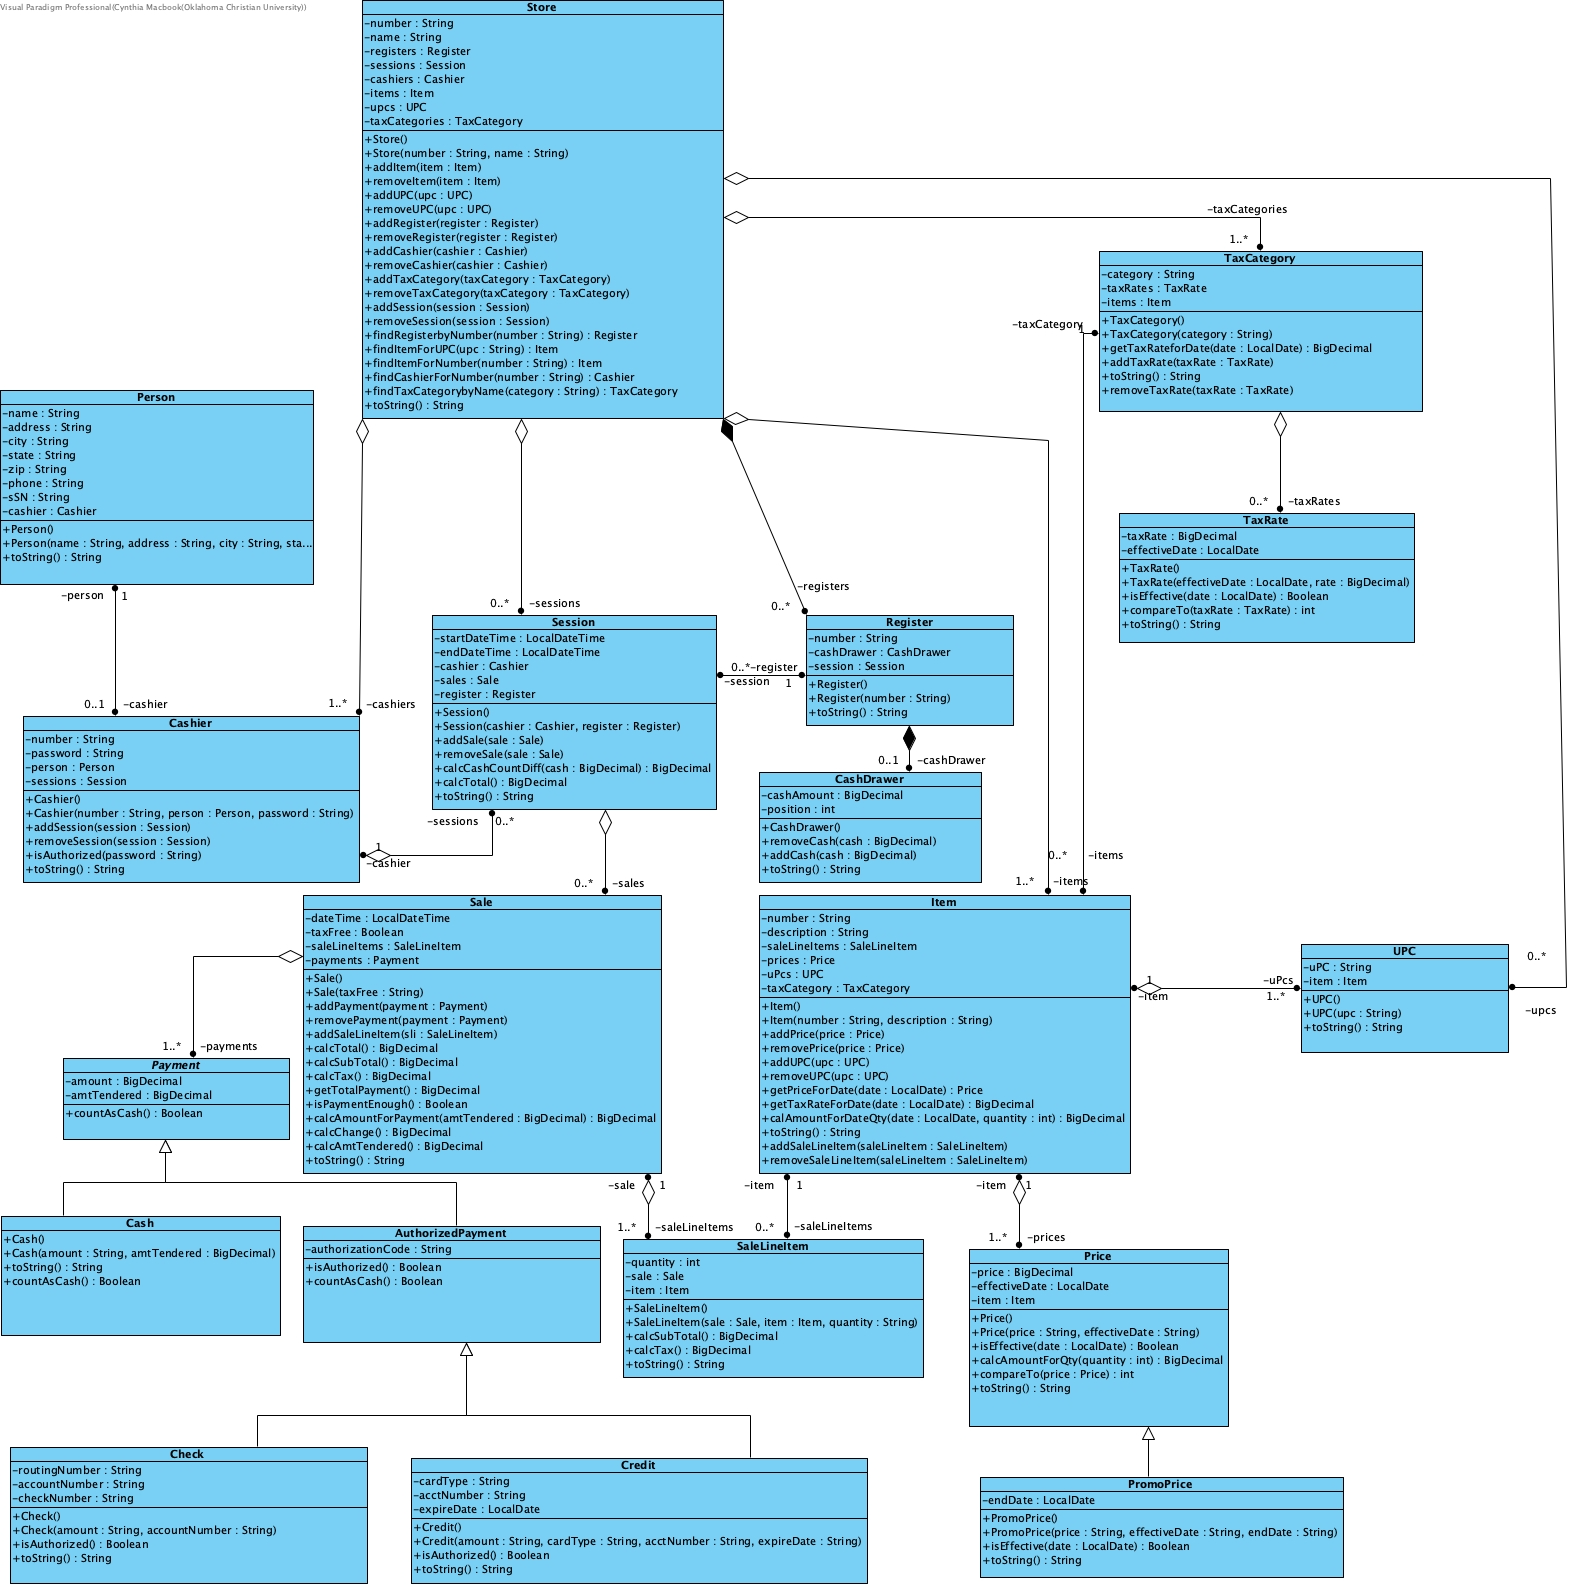 Visual Paradigm Professional(Cynthia Macbook(Oklahoma Christian University))
Store
-number : String
-name : String
-registers : Register
-sessions : Session
-cashiers : Cashier
-items : Item
-upcs : UPC
-taxCategories : TaxCategory
+Store()
+Store(number : String, name : String)
+addItem(item : Item)
+removeItem(item : Item)
+addUPC(upc : UPC)
+removeUPC(upc : UPC)
+addRegister(register : Register)
+removeRegister(register : Register)
+addCashier(cashier : Cashier)
+removeCashier(cashier : Cashier)
+addTaxCategory(taxCategory : TaxCategory)
+removeTaxCategory(taxCategory : TaxCategory)
+addSession(session : Session)
+removeSession(session : Session)
+findRegisterbyNumber(number : String) : Register
+findItemForUPC(upc : String) : Item
+findItemForNumber(number : String) : Item
+findCashierForNumber(number : String) : Cashier
+findTaxCategorybyName(category : String) : TaxCategory
+toString() : String
-taxCategories
1..*
TaxCategory
-category : String
-taxRates : TaxRate
-items : Item
+TaxCategory()
+TaxCategory(category : String)
+getTaxRateforDate(date : LocalDate) : BigDecimal
+addTaxRate(taxRate : TaxRate)
+toString() : String
+removeTaxRate(taxRate : TaxRate)
-taxCategory
1
0..* -taxRates
TaxRate
-taxRate : BigDecimal
-effectiveDate : LocalDate
+TaxRate()
+TaxRate(effectiveDate : LocalDate, rate : BigDecimal)
+isEffective(date : LocalDate) : Boolean
+compareTo(taxRate : TaxRate) : int
+toString() : String
Person
-name : String
-address : String
-city : String
-state : String
-zip : String
-phone : String
-sSN : String
-cashier : Cashier
+Person()
+Person(name : String, address : String, city : String, sta...
+toString() : String
-person 1
0..1 -cashier
1..* -cashiers
0..* -sessions
-registers
0..*
Cashier
-number : String
-password : String
-person : Person
-sessions : Session
+Cashier()
+Cashier(number : String, person : Person, password : String)
+addSession(session : Session)
+removeSession(session : Session)
+isAuthorized(password : String)
+toString() : String
Session
-startDateTime : LocalDateTime
-endDateTime : LocalDateTime
-cashier : Cashier
-sales : Sale
-register : Register
+Session()
+Session(cashier : Cashier, register : Register)
+addSale(sale : Sale)
+removeSale(sale : Sale)
+calcCashCountDiff(cash : BigDecimal) : BigDecimal
+calcTotal() : BigDecimal
+toString() : String
0..* -register
-session 1
Register
-number : String
-cashDrawer : CashDrawer
-session : Session
+Register()
+Register(number : String)
+toString() : String
0..1 -cashDrawer
CashDrawer
-cashAmount : BigDecimal
-position : int
+CashDrawer()
+removeCash(cash : BigDecimal)
+addCash(cash : BigDecimal)
+toString() : String
-sessions 0..*
1
-cashier
0..* -sales
0..* -items
1..* -items
Sale
-dateTime : LocalDateTime
-taxFree : Boolean
-saleLineItems : SaleLineItem
-payments : Payment
+Sale()
+Sale(taxFree : String)
+addPayment(payment : Payment)
+removePayment(payment : Payment)
+addSaleLineItem(sli : SaleLineItem)
+calcTotal() : BigDecimal
+calcSubTotal() : BigDecimal
+calcTax() : BigDecimal
+getTotalPayment() : BigDecimal
+isPaymentEnough() : Boolean
+calcAmountForPayment(amtTendered : BigDecimal) : BigDecimal
+calcChange() : BigDecimal
+calcAmtTendered() : BigDecimal
+toString() : String
Item
-number : String
-description : String
-saleLineItems : SaleLineItem
-prices : Price
-uPcs : UPC
-taxCategory : TaxCategory
+Item()
+Item(number : String, description : String)
+addPrice(price : Price)
+removePrice(price : Price)
+addUPC(upc : UPC)
+removeUPC(upc : UPC)
+getPriceForDate(date : LocalDate) : Price
+getTaxRateForDate(date : LocalDate) : BigDecimal
+calAmountForDateQty(date : LocalDate, quantity : int) : BigDecimal
+toString() : String
+addSaleLineItem(saleLineItem : SaleLineItem)
+removeSaleLineItem(saleLineItem : SaleLineItem)
1
-item
-uPcs
1..*
UPC
-uPC : String
-item : Item
+UPC()
+UPC(upc : String)
+toString() : String
0..*
-upcs
1..* -payments
Payment
-amount : BigDecimal
-amtTendered : BigDecimal
+countAsCash() : Boolean
-sale 1
1..* -saleLineItems
-item 1
0..* -saleLineItems
-item 1
1..* -prices
Cash
+Cash()
+Cash(amount : String, amtTendered : BigDecimal)
+toString() : String
+countAsCash() : Boolean
AuthorizedPayment
-authorizationCode : String
+isAuthorized() : Boolean
+countAsCash() : Boolean
SaleLineItem
-quantity : int
-sale : Sale
-item : Item
+SaleLineItem()
+SaleLineItem(sale : Sale, item : Item, quantity : String)
+calcSubTotal() : BigDecimal
+calcTax() : BigDecimal
+toString() : String
Price
-price : BigDecimal
-effectiveDate : LocalDate
-item : Item
+Price()
+Price(price : String, effectiveDate : String)
+isEffective(date : LocalDate) : Boolean
+calcAmountForQty(quantity : int) : BigDecimal
+compareTo(price : Price) : int
+toString() : String
Check
-routingNumber : String
-accountNumber : String
-checkNumber : String
+Check()
+Check(amount : String, accountNumber : String)
+isAuthorized() : Boolean
+toString() : String
Credit
-cardType : String
-acctNumber : String
-expireDate : LocalDate
+Credit()
+Credit(amount : String, cardType : String, acctNumber : String, expireDate : String)
+isAuthorized() : Boolean
+toString() : String
PromoPrice
-endDate : LocalDate
+PromoPrice()
+PromoPrice(price : String, effectiveDate : String, endDate : String)
+isEffective(date : LocalDate) : Boolean
+toString() : String